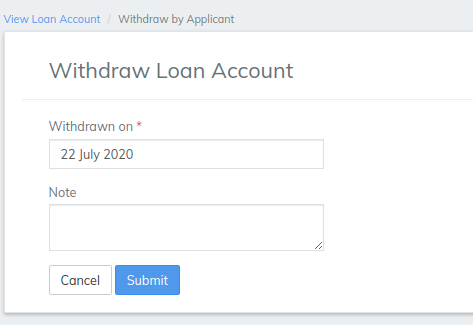 View Loan Account / Withdraw by Applicant
Withdraw Loan Account
Withdrawn on *
22 July 2020
Note
Cancel Submit